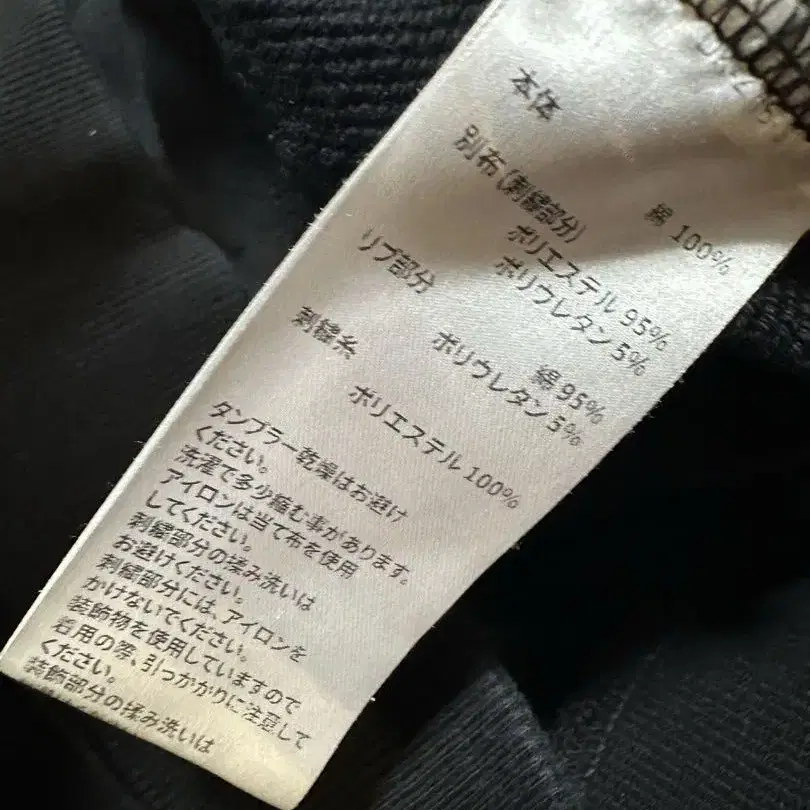 本体
綿 100%
別布(刺繍部分)
ポリエステル 95%
ポリウレタン 5%
リブ部分
綿 95%
ポリウレタン 5%
刺繍糸
ポリエステル 100%
タンブラー乾燥はお避け
ください。
洗濯で多少縮む事があります。
アイロンは当て布を使用
してください。
刺繍部分の揉み洗いは
お避けください。
刺繍部分には、アイロンを
かけないでください。
装飾物を使用していますので
着用の等、引っかかりに注意して
ください。
装飾部分の揉み洗いは